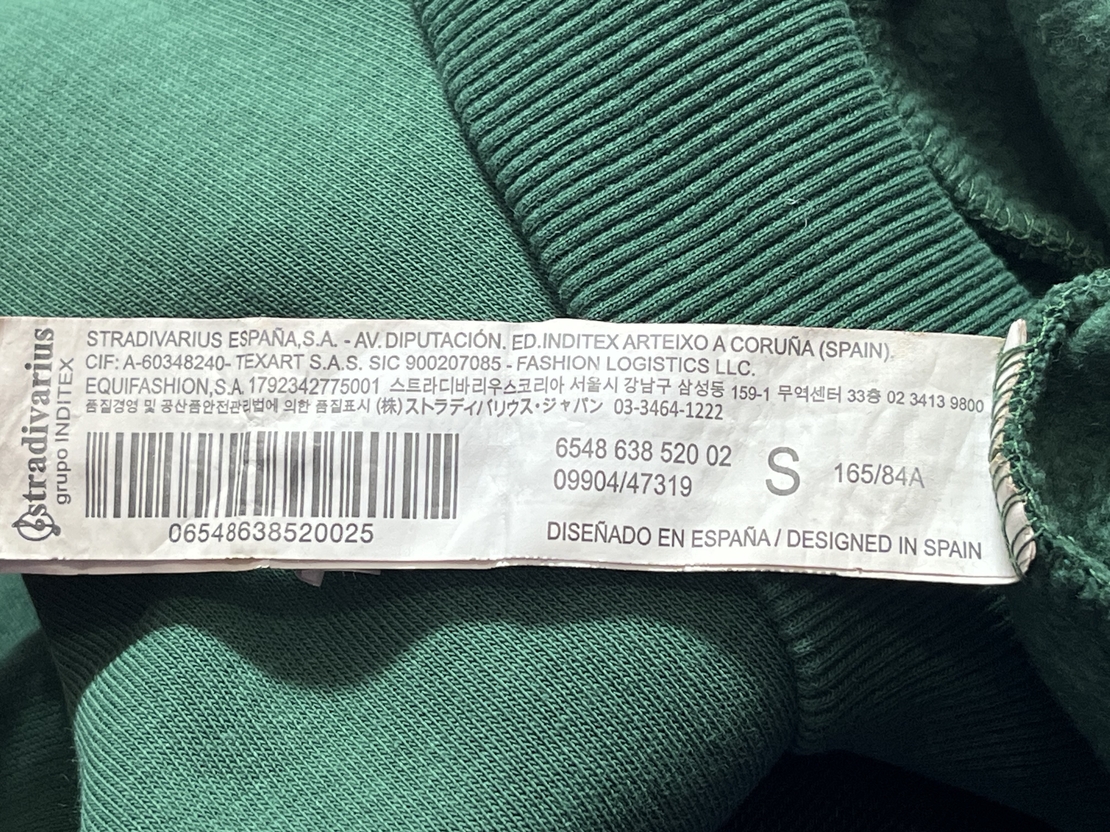 stradivarius
grupo INDITEX
STRADIVARIUS ESPAÑA,S.A. - AV. DIPUTACIÓN. ED.INDITEX ARTEIXO A CORUÑA (SPAIN).
CIF: A-60348240- TEXART S.A.S. SIC 900207085 - FASHION LOGISTICS LLC.
EQUIFASHION,S.A. 1792342775001 스트라디바리우스코리아 서울시 강남구 삼성동 159-1 무역센터 33층 02 3413 9800
품질경영 및 공산품안전관리법에 의한 품질표시 (株)ストラディバリウス・ジャパン 03-3464-1222
6548 638 520 02
09904/47319
S
165/84A
06548638520025
DISEÑADO EN ESPAÑA / DESIGNED IN SPAIN